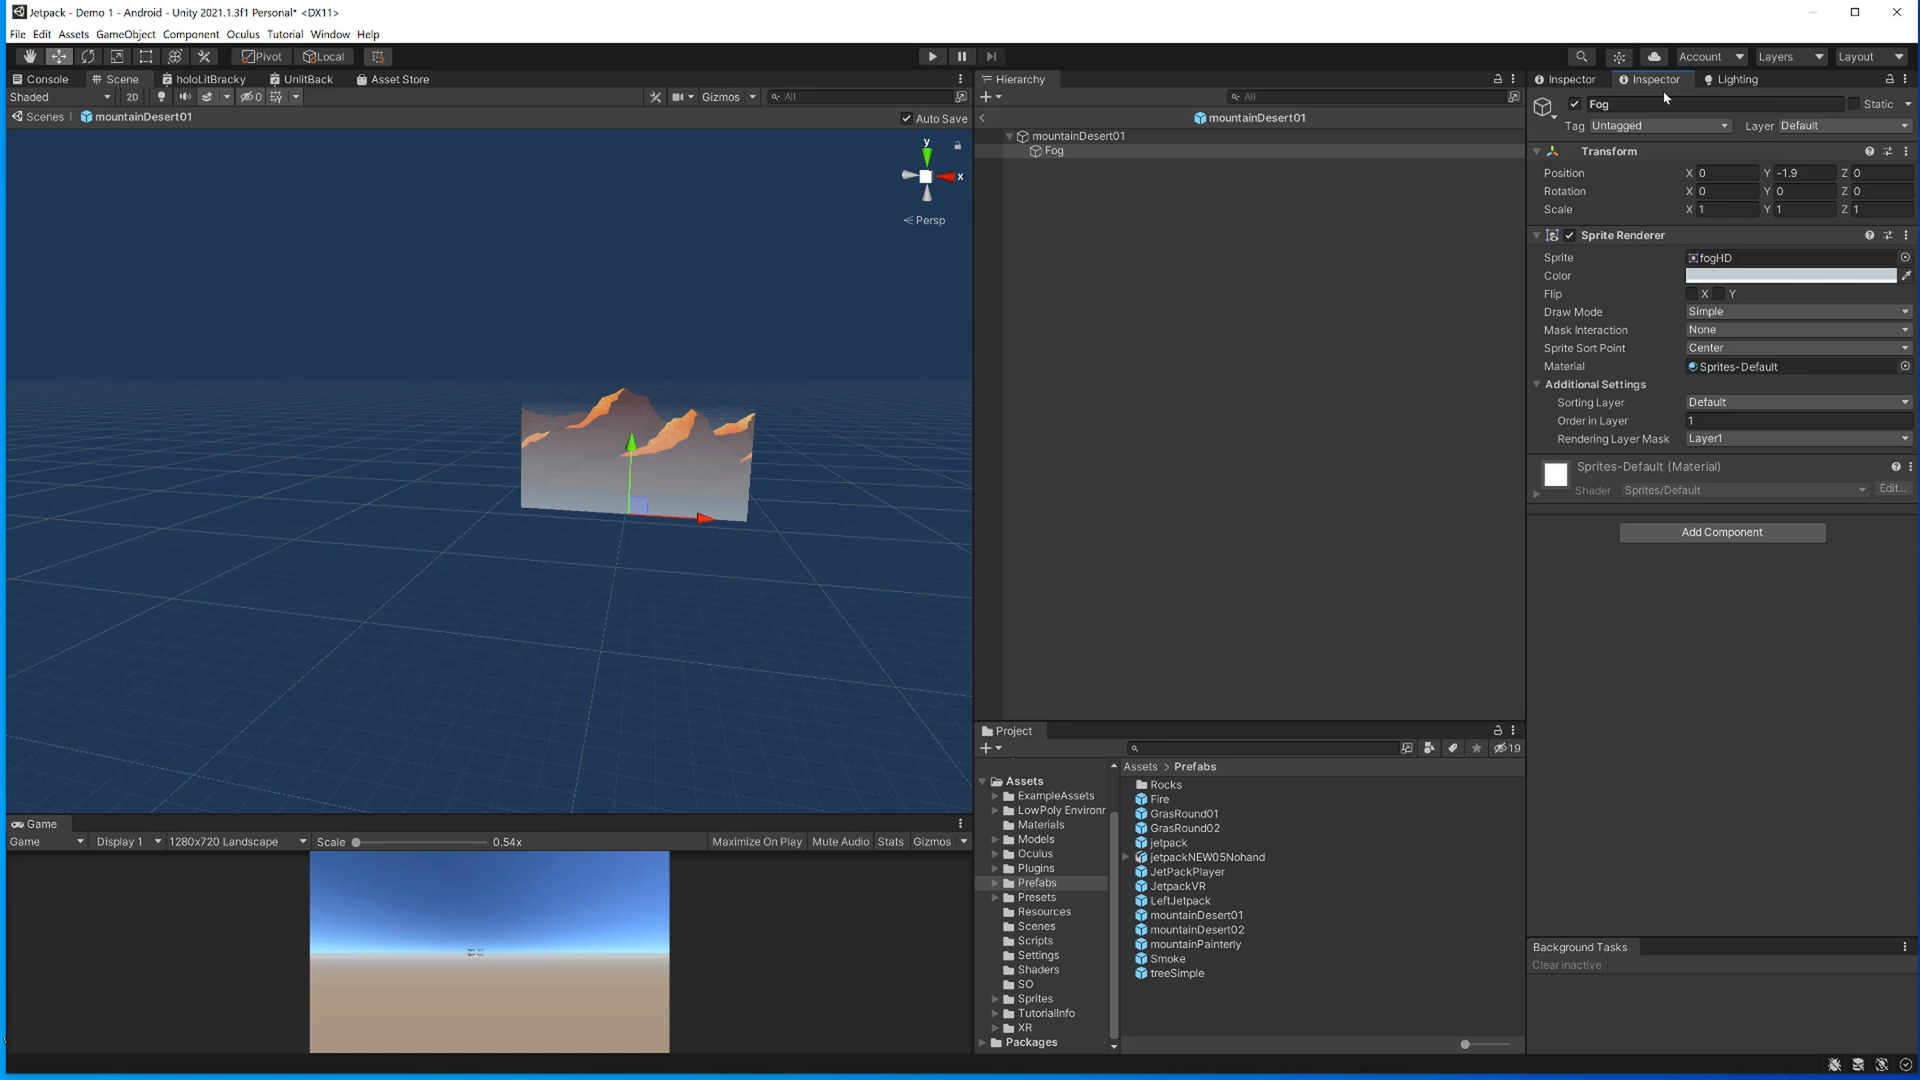 Jetpack - Demo 1 - Android - Unity 2021.1.3f1 Personal* <DX11>
File Edit Assets GameObject Component Oculus Tutorial Window Help
Pivot Local Account Layers Layout
Console Scene holoLitBracky UnlitBack Asset Store
Shaded 2D 0 Gizmos All
Scenes mountainDesert01 Auto Save
y
x
Persp
Game
Game Display 1 1280x720 Landscape Scale 0.54x Maximize On Play Mute Audio Stats Gizmos
Hierarchy
All
mountainDesert01
mountainDesert01
Fog
Project
19
Assets
ExampleAssets
LowPoly Environr
Materials
Models
Oculus
Plugins
Prefabs
Presets
Resources
Scenes
Scripts
Settings
Shaders
SO
Sprites
TutorialInfo
XR
Packages
Assets > Prefabs
Rocks
Fire
GrasRound01
GrasRound02
jetpack
jetpackNEW05Nohand
JetPackPlayer
JetpackVR
LeftJetpack
mountainDesert01
mountainDesert02
mountainPainterly
Smoke
treeSimple
Inspector Inspector Lighting
Fog Static
Tag Untagged Layer Default
Transform
Position X 0 Y -1.9 Z 0
Rotation X 0 Y 0 Z 0
Scale X 1 Y 1 Z 1
Sprite Renderer
Sprite fogHD
Color
Flip X Y
Draw Mode Simple
Mask Interaction None
Sprite Sort Point Center
Material Sprites-Default
Additional Settings
Sorting Layer Default
Order in Layer 1
Rendering Layer Mask Layer1
Sprites-Default (Material)
Shader Sprites/Default Edit...
Add Component
Background Tasks
Clear inactive